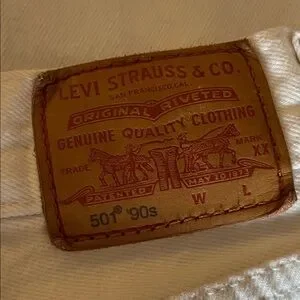 LEVI STRAUSS & CO.
SAN FRANCISCO, CAL.
ORIGINAL RIVETED
GENUINE QUALITY CLOTHING
TRADE MARK
XX
PATENTED MAY 20 1873
501® '90s W L